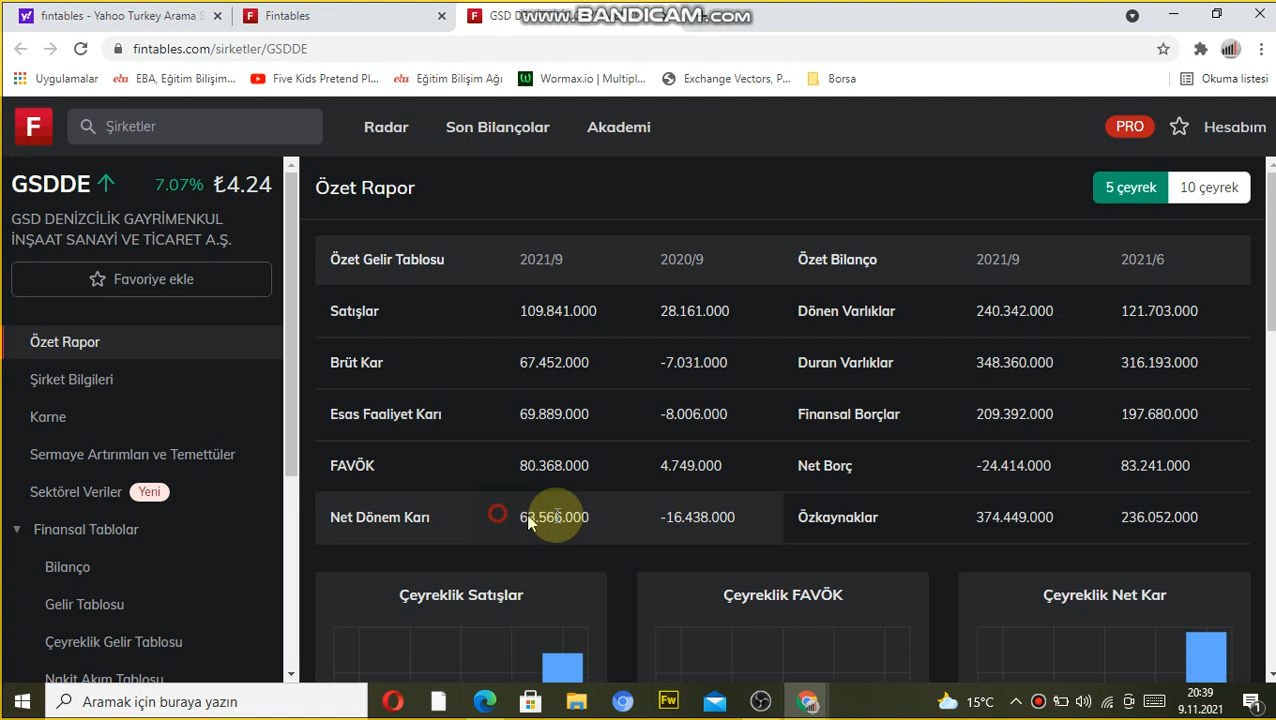 fintables - Yahoo Turkey Arama S
Fintables
GSD DE
www.BANDICAM.com
fintables.com/sirketler/GSDDE
Uygulamalar
EBA, Eğitim Bilişim...
Five Kids Pretend Pl...
Eğitim Bilişim Ağı
Wormax.io | Multipl...
Exchange Vectors, P...
Borsa
Okuma listesi
F
Şirketler
Radar
Son Bilançolar
Akademi
PRO
Hesabım
GSDDE 7.07% ₺4.24
GSD DENİZCİLİK GAYRİMENKUL
İNŞAAT SANAYİ VE TİCARET A.Ş.
Favoriye ekle
Özet Rapor
Şirket Bilgileri
Karne
Sermaye Artırımları ve Temettüler
Sektörel Veriler Yeni
Finansal Tablolar
Bilanço
Gelir Tablosu
Çeyreklik Gelir Tablosu
Nakit Akım Tablosu
Özet Rapor
5 çeyrek 10 çeyrek
Özet Gelir Tablosu 2021/9 2020/9 Özet Bilanço 2021/9 2021/6
Satışlar 109.841.000 28.161.000 Dönen Varlıklar 240.342.000 121.703.000
Brüt Kar 67.452.000 -7.031.000 Duran Varlıklar 348.360.000 316.193.000
Esas Faaliyet Karı 69.889.000 -8.006.000 Finansal Borçlar 209.392.000 197.680.000
FAVÖK 80.368.000 4.749.000 Net Borç -24.414.000 83.241.000
Net Dönem Karı 63.566.000 -16.438.000 Özkaynaklar 374.449.000 236.052.000
Çeyreklik Satışlar
Çeyreklik FAVÖK
Çeyreklik Net Kar
Aramak için buraya yazın
Fw
15°C
20:39
9.11.2021
1